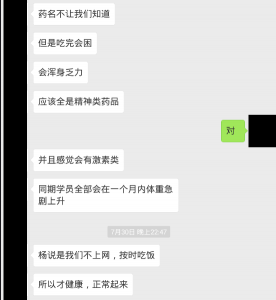 药名不让我们知道
但是吃完会困
会浑身乏力
应该全是精神类药品
对
并且感觉会有激素类
同期学员全部会在一个月内体重急
剧上升
7月30日 晚上22:47
杨说是我们不上网，按时吃饭
所以才健康，正常起来